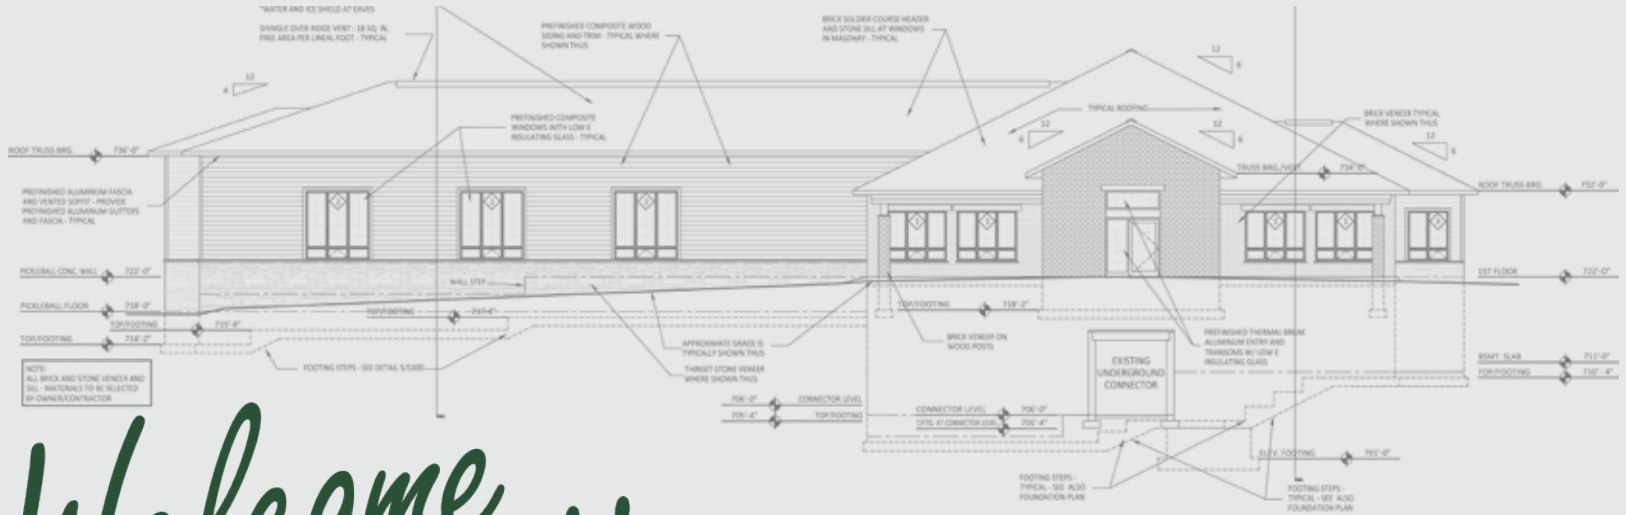 *WATER AND ICE SHIELD AT EAVES
SHINGLE OVER RIDGE VENT - 18 SQ. IN.
FREE AREA PER LINEAL FOOT - TYPICAL
PREFINISHED COMPOSITE WOOD
SIDING AND TRIM - TYPICAL WHERE
SHOWN THUS
BRICK SOLDIER COURSE HEADER
AND STONE SILL AT WINDOWS
IN MASONRY - TYPICAL
12
6
12
4
PREFINISHED COMPOSITE
WINDOWS WITH LOW E
INSULATING GLASS - TYPICAL
TYPICAL ROOFING
12
6
12
6
BRICK VENEER TYPICAL
WHERE SHOWN THUS
12
6
ROOF TRUSS BRG. 736'-0"
TRUSS BRG./VENT 734'-0"
ROOF TRUSS BRG. 732'-0"
PREFINISHED ALUMINUM FASCIA
AND VENTED SOFFIT - PROVIDE
PREFINISHED ALUMINUM GUTTERS
AND FASCIA - TYPICAL
PICKLEBALL CONC. WALL 722'-0"
WALL STEP
1ST FLOOR 722'-0"
PICKLEBALL FLOOR 718'-0"
TOP/FOOTING 717'-4"
TOP/FOOTING 718'-2"
TOP/FOOTING 715'-8"
TOP/FOOTING 714'-2"
NOTE:
ALL BRICK AND STONE VENEER AND
SILL - MATERIALS TO BE SELECTED
BY OWNER/CONTRACTOR
FOOTING STEPS - SEE DETAIL 5/S300
APPROXIMATE GRADE IS
TYPICALLY SHOWN THUS
THINSET STONE VENEER
WHERE SHOWN THUS
BRICK VENEER ON
WOOD POSTS
EXISTING
UNDERGROUND
CONNECTOR
PREFINISHED THERMAL BREAK
ALUMINUM ENTRY AND
TRANSOMS W/ LOW E
INSULATING GLASS
BSMT. SLAB 711'-0"
TOP/FOOTING 710'-4"
706'-0" CONNECTOR LEVEL
705'-4" TOP/FOOTING
CONNECTOR LEVEL 706'-0"
T/FTG. AT CONNECTOR LEVEL 705'-4"
ELEV. FOOTING 701'-0"
FOOTING STEPS -
TYPICAL - SEE ALSO
FOUNDATION PLAN
FOOTING STEPS -
TYPICAL - SEE ALSO
FOUNDATION PLAN
Welcome